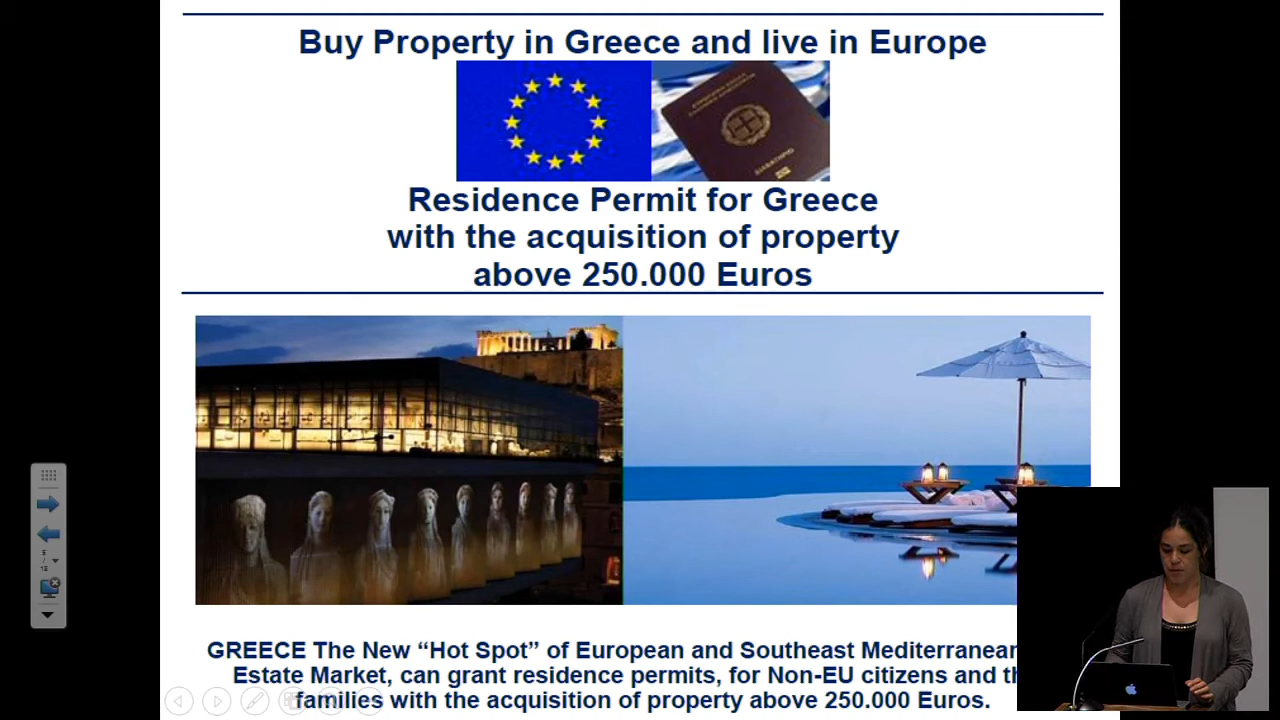 Buy Property in Greece and live in Europe
ΔΙΑΒΑΤΗΡΙΟ
Residence Permit for Greece
with the acquisition of property
above 250.000 Euros
GREECE The New “Hot Spot” of European and Southeast Mediterranean
Estate Market, can grant residence permits, for Non-EU citizens and th
families with the acquisition of property above 250.000 Euros.